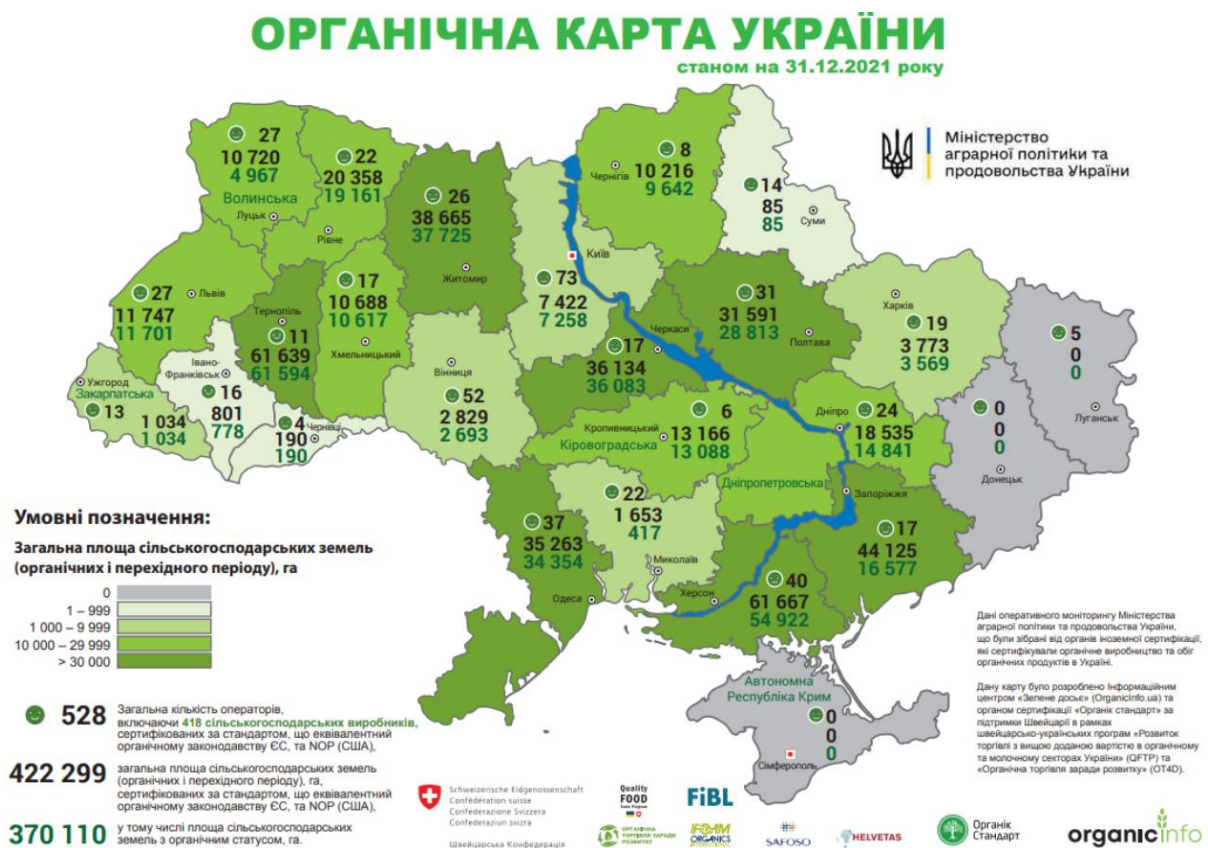 ОРГАНІЧНА КАРТА УКРАЇНИ
станом на 31.12.2021 року
Міністерство
аграрної політики та
продовольства України
27
10 720
4 967
Волинська
Луцьк
22
20 358
19 161
Рівне
26
38 665
37 725
Житомир
8
Чернігів
10 216
9 642
14
85
85
Суми
Київ
73
7 422
7 258
27
Львів
11 747
11 701
Тернопіль
11
61 639
61 594
17
10 688
10 617
Хмельницький
Ужгород
Закарпатська
13
1 034
1 034
Івано-
Франківськ
16
801
778
4
Чернівці
190
190
Вінниця
52
2 829
2 693
Черкаси
17
36 134
36 083
31
31 591
28 813
Полтава
Харків
19
3 773
3 569
5
0
0
Луганськ
0
0
0
Донецьк
6
Кропивницький
13 166
Кіровоградська
13 088
Дніпро
24
18 535
14 841
Дніпропетровська
22
1 653
417
Миколаїв
37
35 263
34 354
Одеса
Запоріжжя
17
44 125
16 577
40
Херсон
61 667
54 922
Автономна
Республіка Крим
0
0
0
Сімферополь
Умовні позначення:
Загальна площа сільськогосподарських земель
(органічних і перехідного періоду), га
0
1 – 999
1 000 – 9 999
10 000 – 29 999
> 30 000
528
Загальна кількість операторів,
включаючи 418 сільськогосподарських виробників,
сертифікованих за стандартом, що еквівалентний
органічному законодавству ЄС, та NOP (США),
422 299
загальна площа сільськогосподарських земель
(органічних і перехідного періоду), га,
сертифікованих за стандартом, що еквівалентний
органічному законодавству ЄС, та NOP (США),
370 110
у тому числі площа сільськогосподарських
земель з органічним статусом, га.
Дані оперативного моніторингу Міністерства
аграрної політики та продовольства України,
що були зібрані від органів іноземної сертифікації,
які сертифікували органічне виробництво та обіг
органічних продуктів в Україні.
Дану карту було розроблено Інформаційним
центром «Зелене досьє» (OrganicInfo.ua) та
органом сертифікації «Органік стандарт» за
підтримки Швейцарії в рамках
швейцарсько-українських програм «Розвиток
торгівлі з вищою доданою вартістю в органічному
та молочному секторах України» (QFTP) та
«Органічна торгівля заради розвитку» (OT4D).
Schweizerische Eidgenossenschaft
Confédération suisse
Confederazione Svizzera
Confederaziun svizra
Швейцарська Конфедерація
Quality
FOOD
Trade Program
ОРГАНІЧНА
ТОРГІВЛЯ ЗАРАДИ
РОЗВИТКУ
FiBL
IFOAM
ORGANICS
INTERNATIONAL
SAFOSO
HELVETAS
Органік
Стандарт
organicinfo